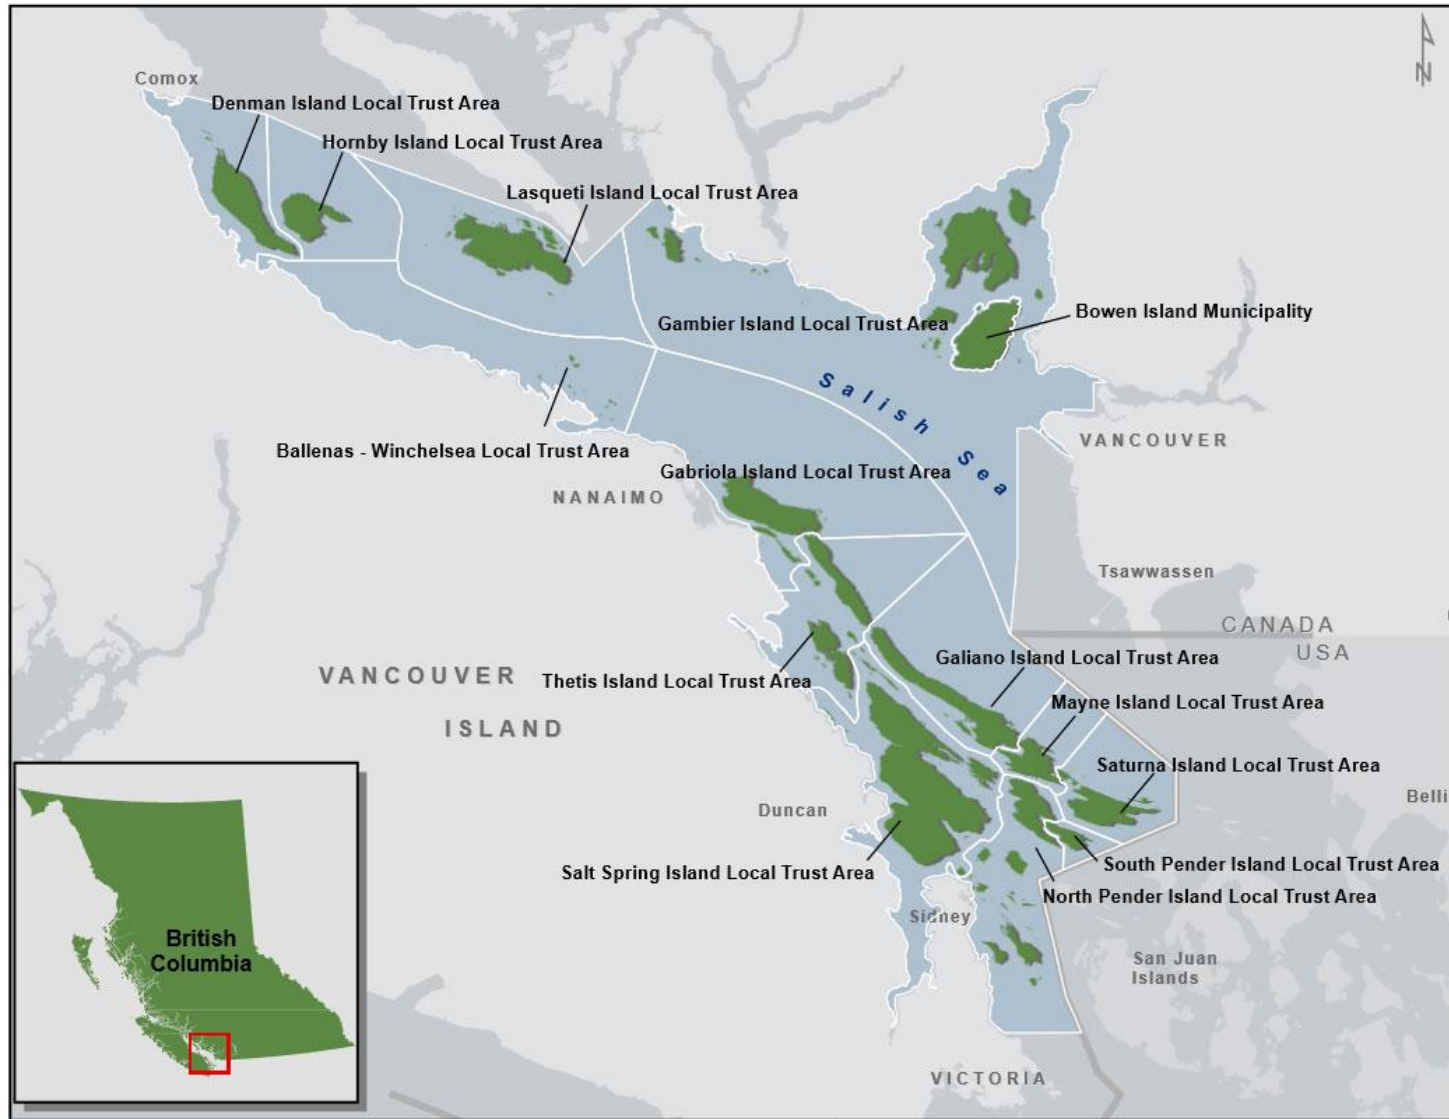 Comox
Denman Island Local Trust Area
Hornby Island Local Trust Area
Lasqueti Island Local Trust Area
N
Gambier Island Local Trust Area
Bowen Island Municipality
Salish Sea
VANCOUVER
Ballenas - Winchelsea Local Trust Area
Gabriola Island Local Trust Area
NANAIMO
Tsawwassen
CANADA
USA
VANCOUVER
ISLAND
Thetis Island Local Trust Area
Galiano Island Local Trust Area
Mayne Island Local Trust Area
Saturna Island Local Trust Area
Belli
Duncan
Salt Spring Island Local Trust Area
South Pender Island Local Trust Area
North Pender Island Local Trust Area
Sidney
San Juan
Islands
VICTORIA
British
Columbia